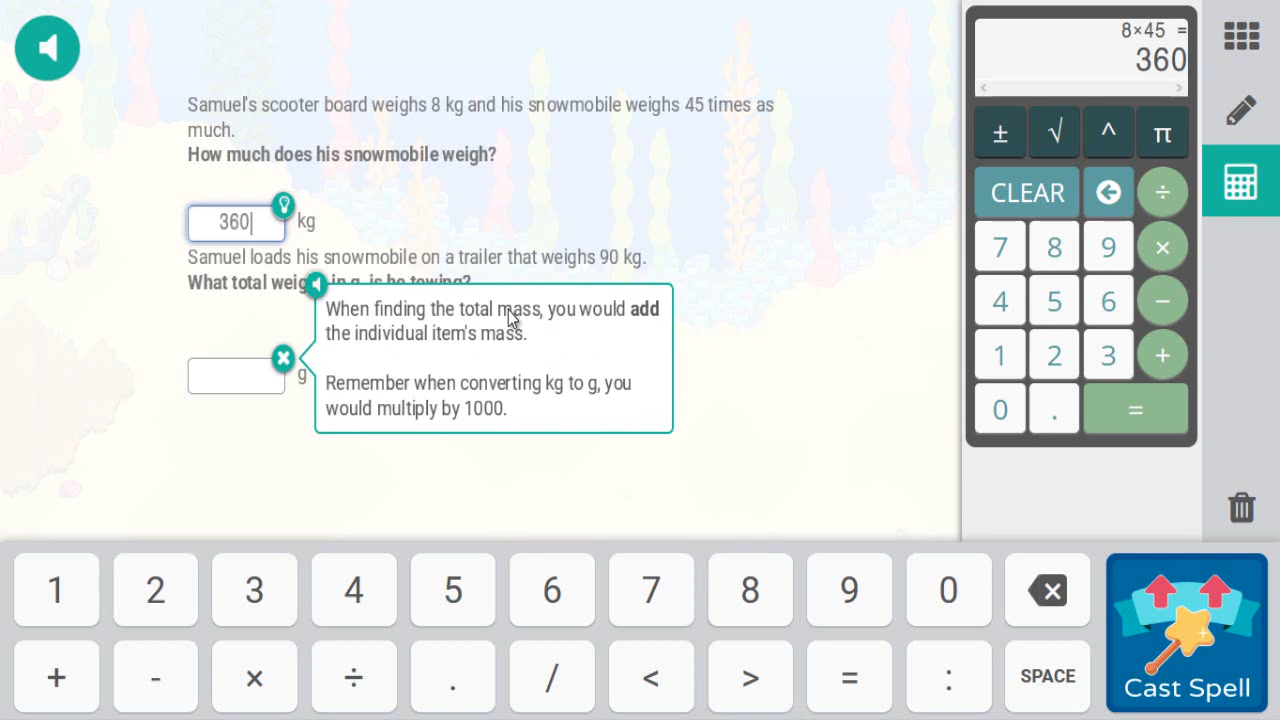 Samuel's scooter board weighs 8 kg and his snowmobile weighs 45 times as
much.
How much does his snowmobile weigh?
360
kg
Samuel loads his snowmobile on a trailer that weighs 90 kg.
What total in g, is he towing?
When finding the total mass, you would add
the individual item's mass.
Remember when converting kg to g, you
would multiply by 1000.
g
8×45 =
360
± √ ^ π
CLEAR ÷
7 8 9 ×
4 5 6 −
1 2 3 +
0 . =
1 2 3 4 5 6 7 8 9 0
+ - × ÷ . / < > = : SPACE
Cast Spell